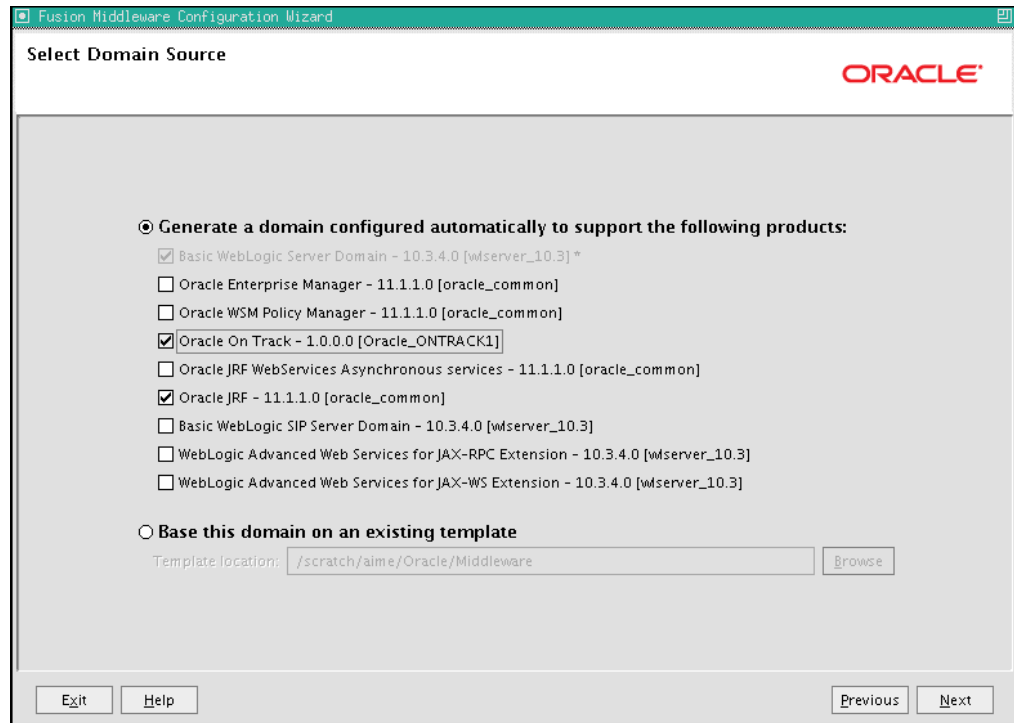 Fusion Middleware Configuration Wizard
Select Domain Source
ORACLE
Generate a domain configured automatically to support the following products:
Basic WebLogic Server Domain - 10.3.4.0 [wlserver_10.3] *
Oracle Enterprise Manager - 11.1.1.0 [oracle_common]
Oracle WSM Policy Manager - 11.1.1.0 [oracle_common]
Oracle On Track - 1.0.0.0 [Oracle_ONTRACK1]
Oracle JRF WebServices Asynchronous services - 11.1.1.0 [oracle_common]
Oracle JRF - 11.1.1.0 [oracle_common]
Basic WebLogic SIP Server Domain - 10.3.4.0 [wlserver_10.3]
WebLogic Advanced Web Services for JAX-RPC Extension - 10.3.4.0 [wlserver_10.3]
WebLogic Advanced Web Services for JAX-WS Extension - 10.3.4.0 [wlserver_10.3]
Base this domain on an existing template
Template location: /scratch/aime/Oracle/Middleware Browse
Exit Help Previous Next